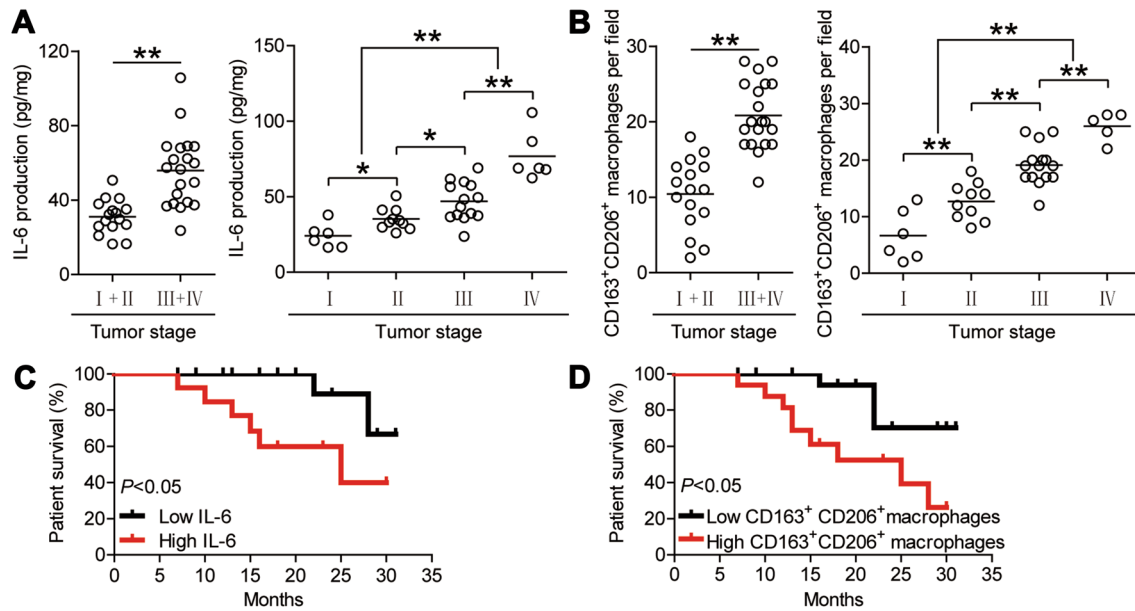 A
IL-6 production (pg/mg)
120
80
40
0
**
I + II
III+IV
Tumor stage
IL-6 production (pg/mg)
150
100
50
0
**
**
*
*
I
II
III
IV
Tumor stage
B
CD163+CD206+ macrophages per field
30
20
10
0
**
I + II
III+IV
Tumor stage
CD163+CD206+ macrophages per field
40
30
20
10
0
**
**
**
**
I
II
III
IV
Tumor stage
C
Patient survival (%)
100
80
60
40
20
0
P<0.05
Low IL-6
High IL-6
0 5 10 15 20 25 30 35
Months
D
Patient survival (%)
100
80
60
40
20
0
P<0.05
Low CD163+ CD206+ macrophages
High CD163+ CD206+ macrophages
0 5 10 15 20 25 30 35
Months